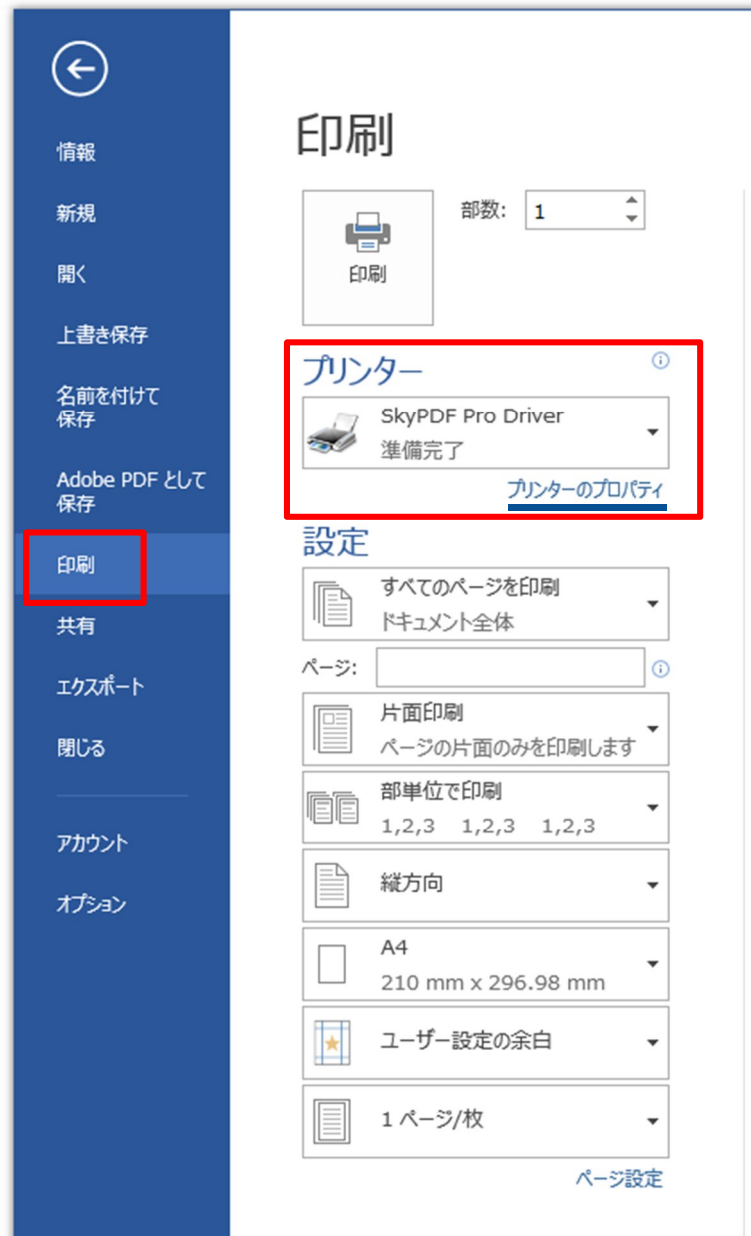 情報
新規
開く
上書き保存
名前を付けて
保存
Adobe PDF として
保存
印刷
共有
エクスポート
閉じる
アカウント
オプション
印刷
印刷
部数: 1
プリンター
SkyPDF Pro Driver
準備完了
プリンターのプロパティ
設定
すべてのページを印刷
ドキュメント全体
ページ:
片面印刷
ページの片面のみを印刷します
部単位で印刷
1,2,3 1,2,3 1,2,3
縦方向
A4
210 mm x 296.98 mm
ユーザー設定の余白
1 ページ/枚
ページ設定